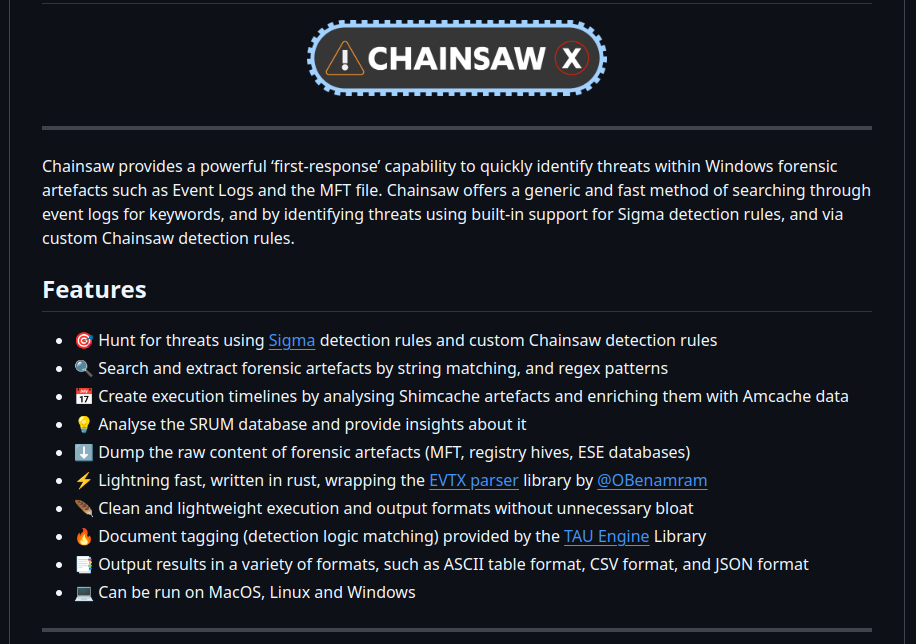 ! CHAINSAW X
Chainsaw provides a powerful ‘first-response’ capability to quickly identify threats within Windows forensic
artefacts such as Event Logs and the MFT file. Chainsaw offers a generic and fast method of searching through
event logs for keywords, and by identifying threats using built-in support for Sigma detection rules, and via
custom Chainsaw detection rules.
Features
• 🎯 Hunt for threats using Sigma detection rules and custom Chainsaw detection rules
• 🔍 Search and extract forensic artefacts by string matching, and regex patterns
• 📅 Create execution timelines by analysing Shimcache artefacts and enriching them with Amcache data
• 💡 Analyse the SRUM database and provide insights about it
• ⬇️ Dump the raw content of forensic artefacts (MFT, registry hives, ESE databases)
• ⚡ Lightning fast, written in rust, wrapping the EVTX parser library by @OBenamram
• 🪶 Clean and lightweight execution and output formats without unnecessary bloat
• 🔥 Document tagging (detection logic matching) provided by the TAU Engine Library
• 📑 Output results in a variety of formats, such as ASCII table format, CSV format, and JSON format
• 💻 Can be run on MacOS, Linux and Windows